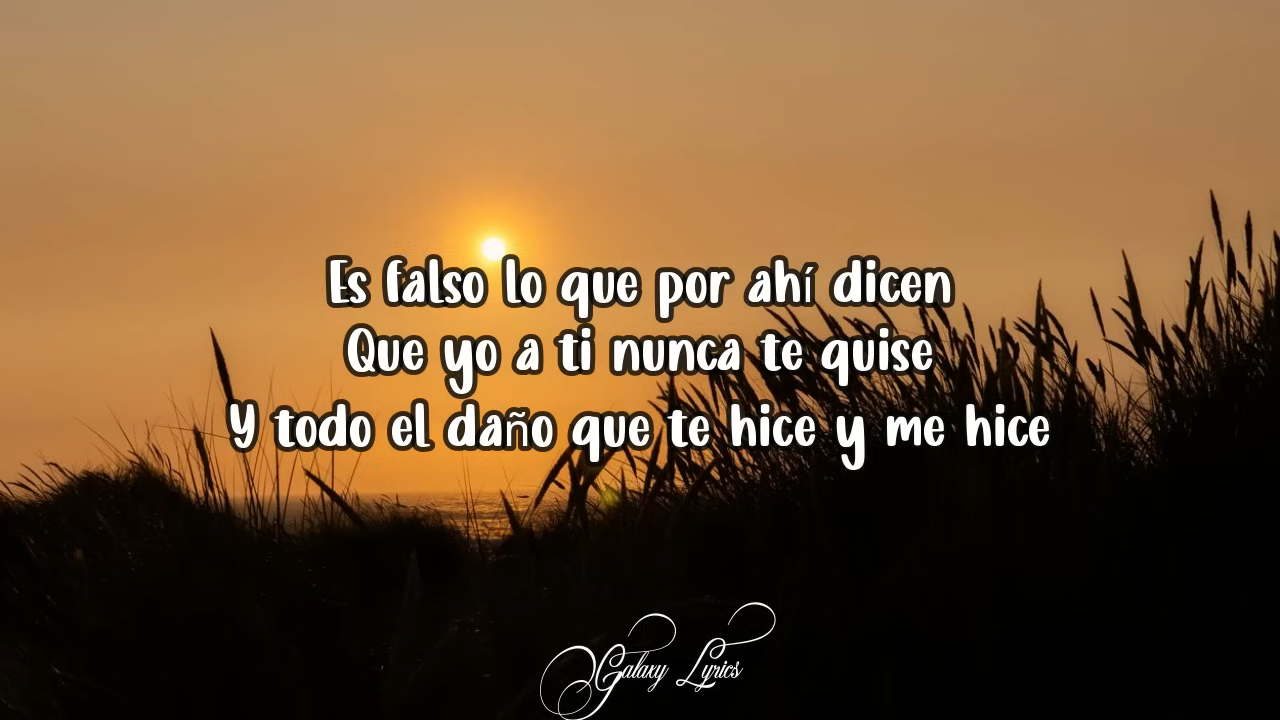 Es falso lo que por ahí dicen
Que yo a ti nunca te quise
Y todo el daño que te hice y me hice
Galaxy Lyrics